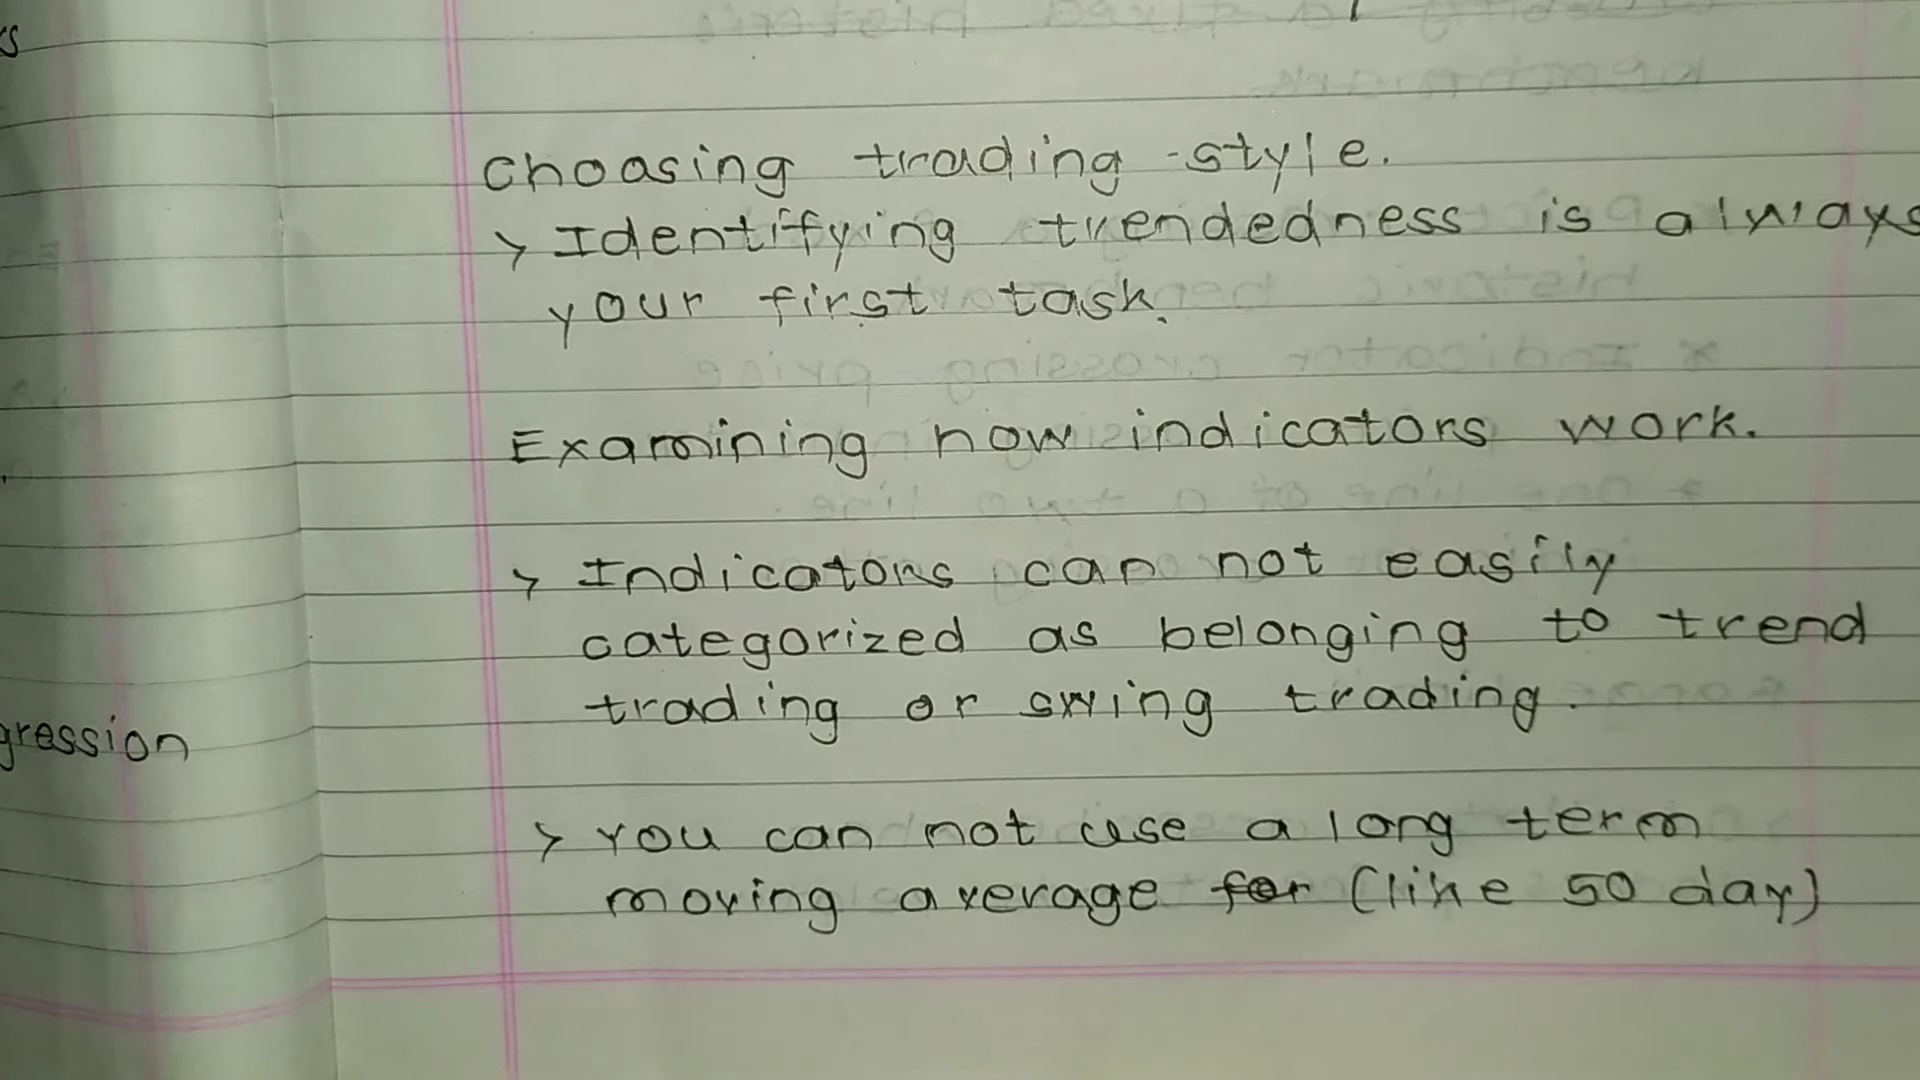 s
choosing trading style.
> Identifying trendedness is always
your first task.
Examining how indicators work.
> Indicators can not easily
categorized as belonging to trend
trading or swing trading.
gression
> You can not use a long term
moving average for (like 50 day)